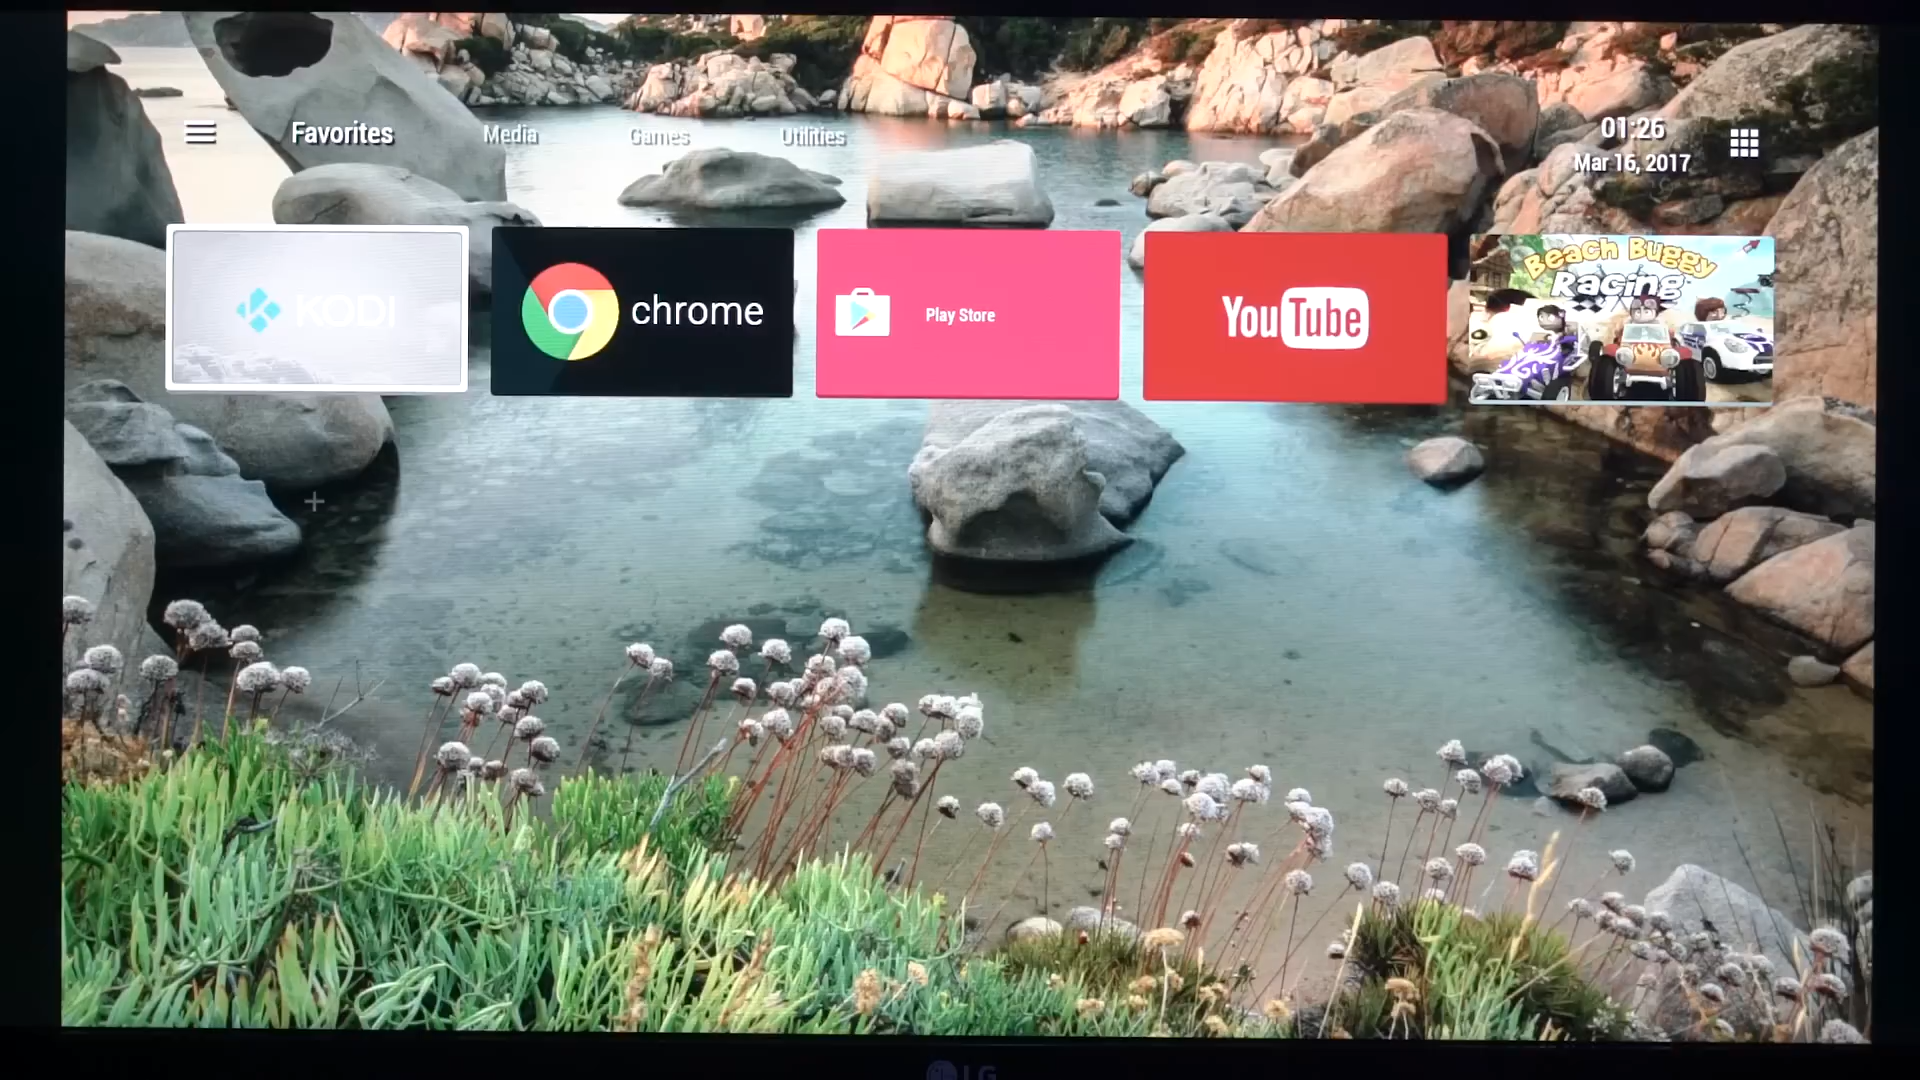 Favorites
Media
Games
Utilities
01:26
Mar 16, 2017
KODI
chrome
Play Store
YouTube
Beach Buggy
Racing
LG